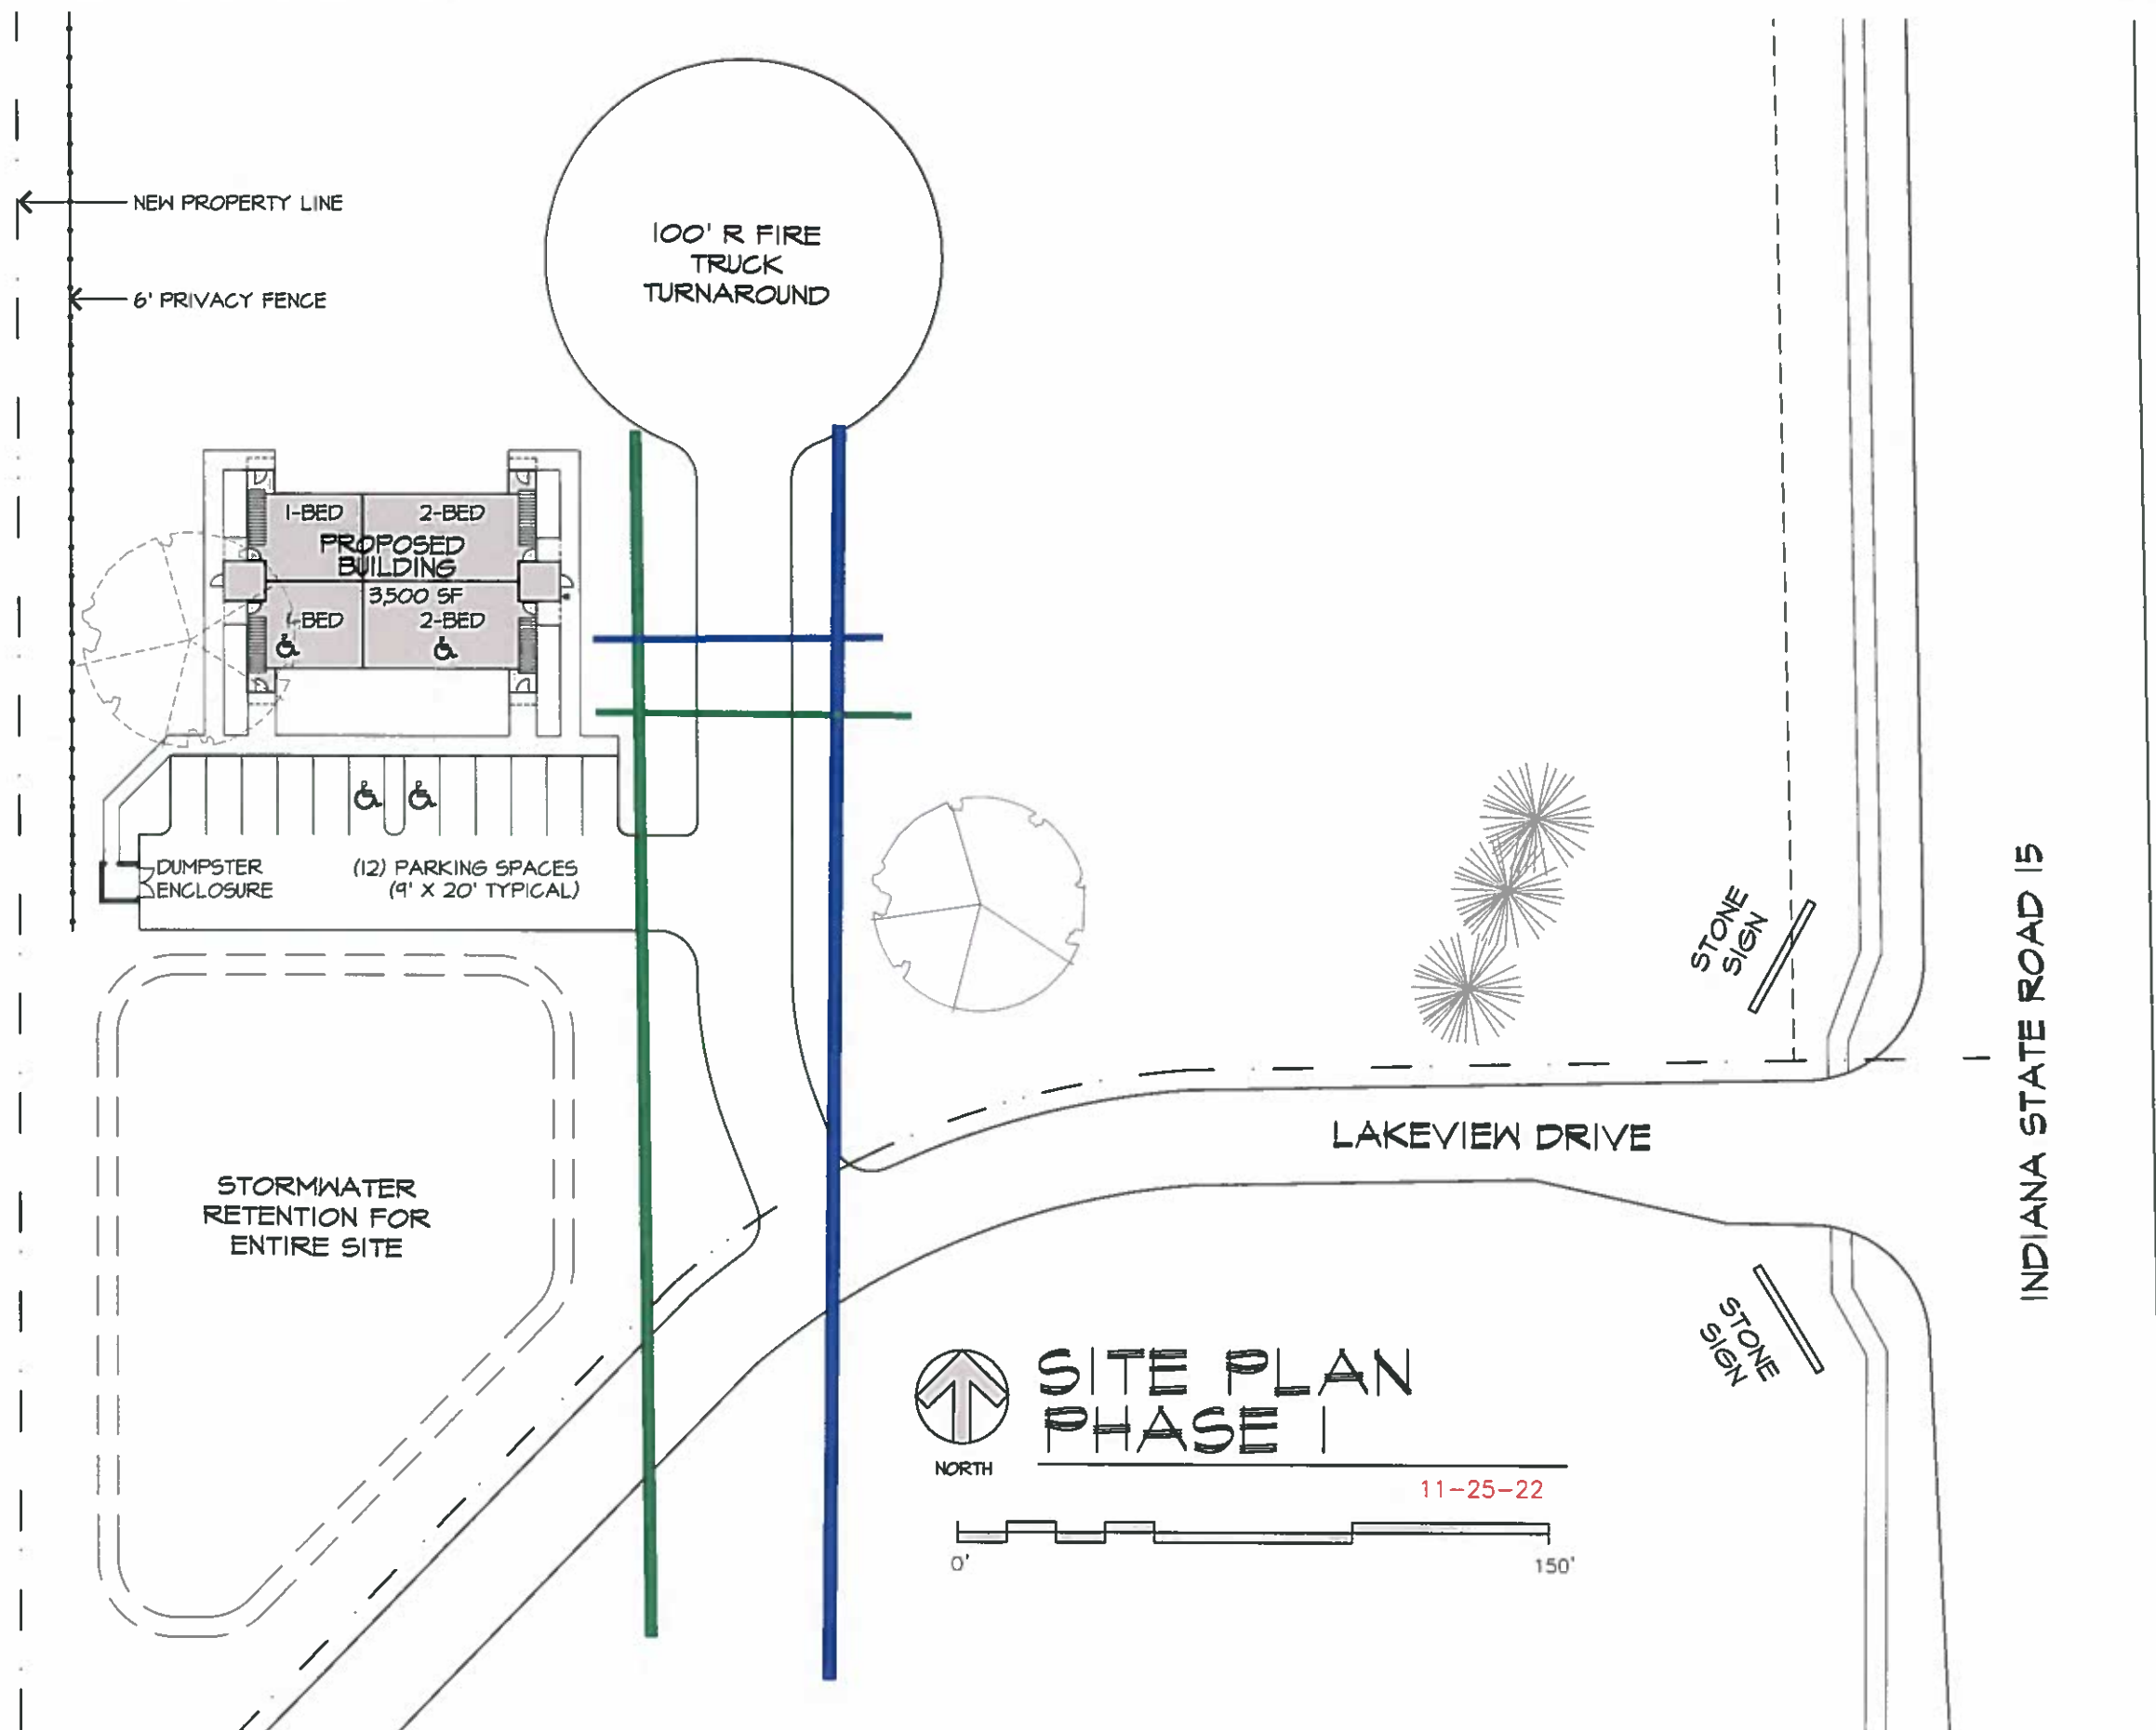 NEW PROPERTY LINE
6' PRIVACY FENCE
100' R FIRE
TRUCK
TURNAROUND
1-BED
2-BED
PROPOSED
BUILDING
3,500 SF
1-BED
2-BED
DUMPSTER
ENCLOSURE
(12) PARKING SPACES
(9' X 20' TYPICAL)
STONE
SIGN
INDIANA STATE ROAD 15
LAKEVIEW DRIVE
STORMWATER
RETENTION FOR
ENTIRE SITE
STONE
SIGN
SITE PLAN
PHASE 1
NORTH
11-25-22
0'
150'